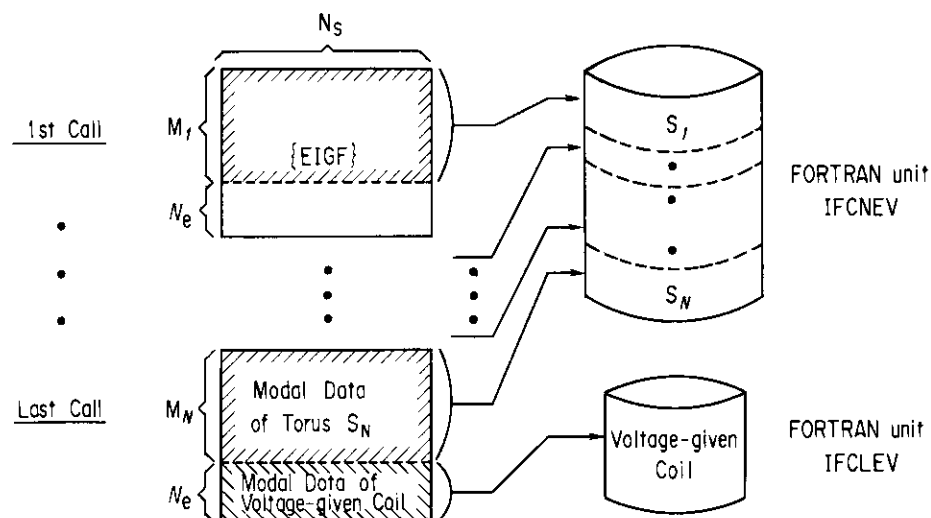 N_S
1st Call
M_1
{EIGF}
N_e
S_1
FORTRAN unit
IFCNEV
S_N
Last Call
M_N
Modal Data
of Torus S_N
N_e
Modal Data of
Voltage-given Coil
Voltage-given
Coil
FORTRAN unit
IFCLEV